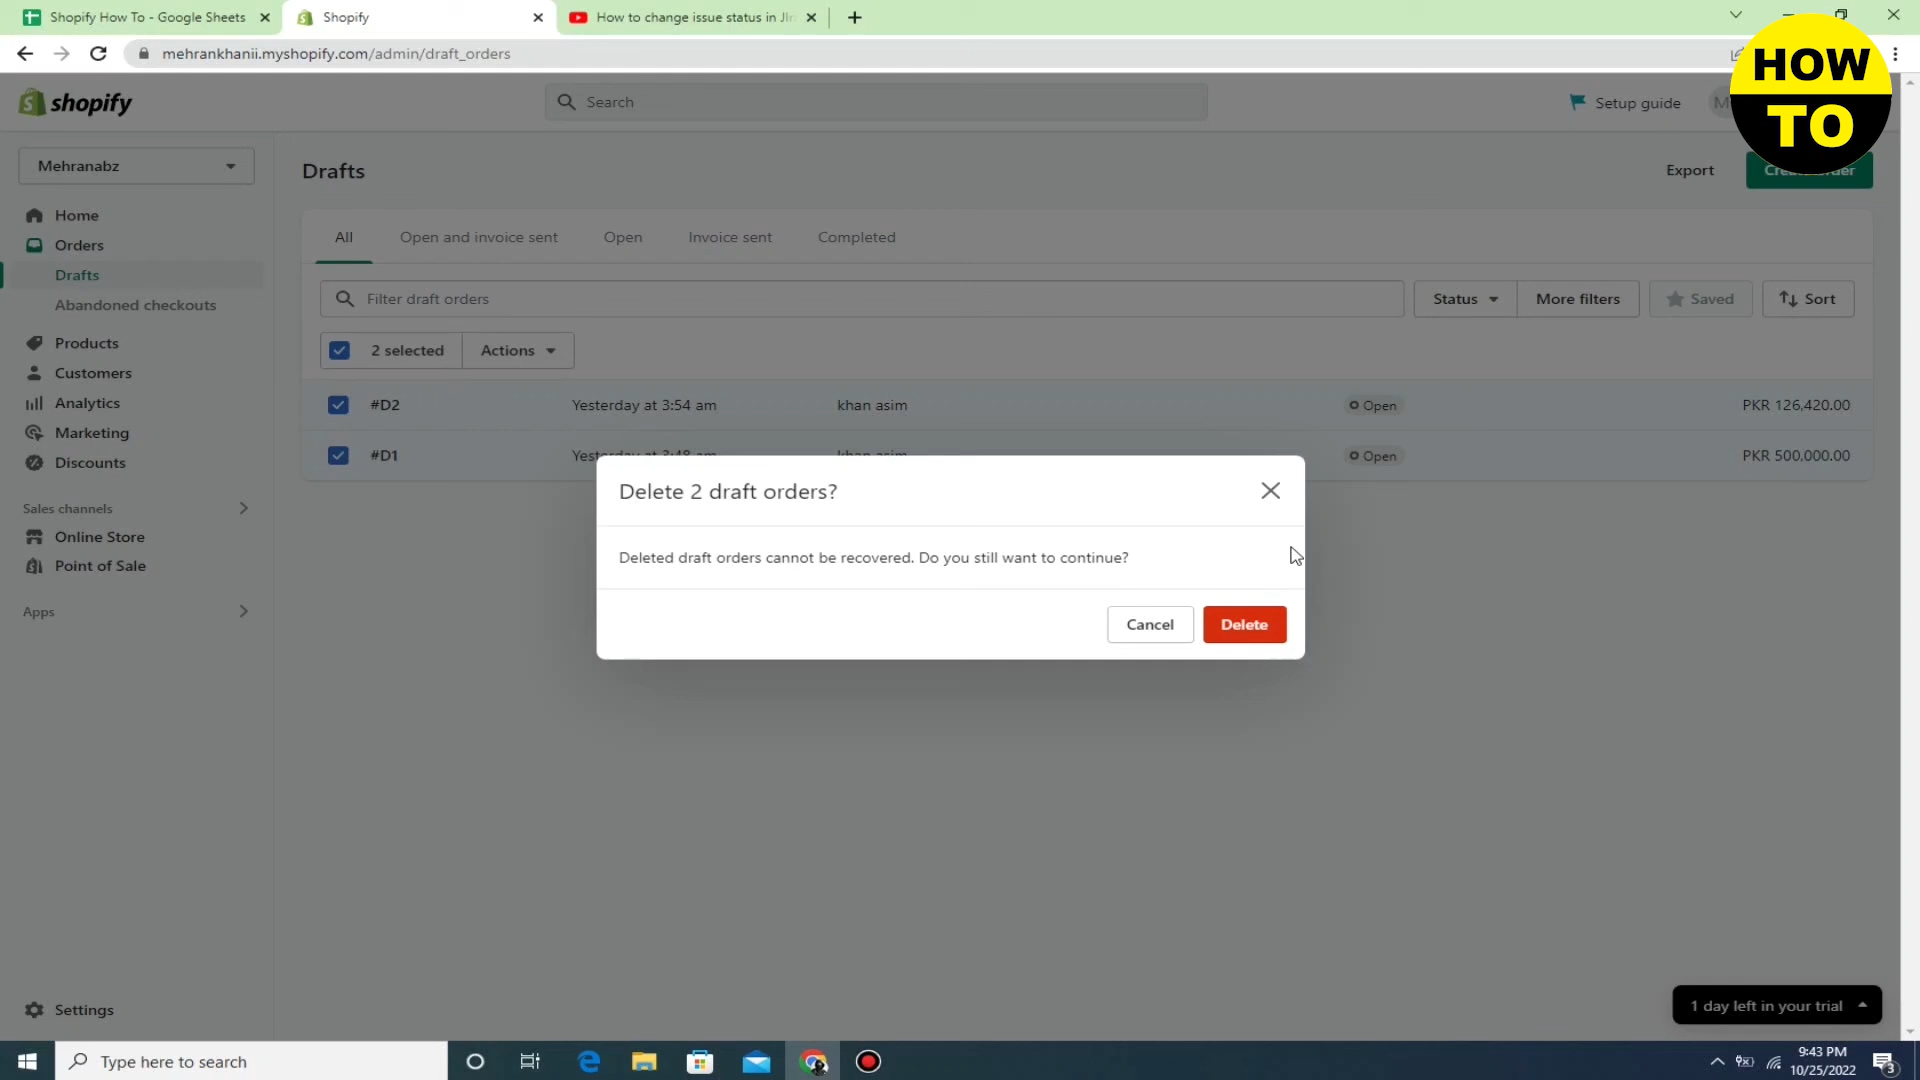 Shopify How To - Google Sheets
Shopify
How to change issue status in
mehrankhanii.myshopify.com/admin/draft_orders
HOW
TO
shopify
Search
Setup guide
Mehranabz
Drafts
Export
Home
Orders
Drafts
Abandoned checkouts
Products
Customers
Analytics
Marketing
Discounts
Sales channels
Online Store
Point of Sale
Apps
Settings
All
Open and invoice sent
Open
Invoice sent
Completed
Filter draft orders
Status
More filters
Saved
Sort
2 selected
Actions
#D2 Yesterday at 3:54 am khan asim Open PKR 126,420.00
#D1 Yesterday at 3:48 am khan asim Open PKR 500,000.00
Delete 2 draft orders?
Deleted draft orders cannot be recovered. Do you still want to continue?
Cancel
Delete
1 day left in your trial
Type here to search
9:43 PM
10/25/2022
3